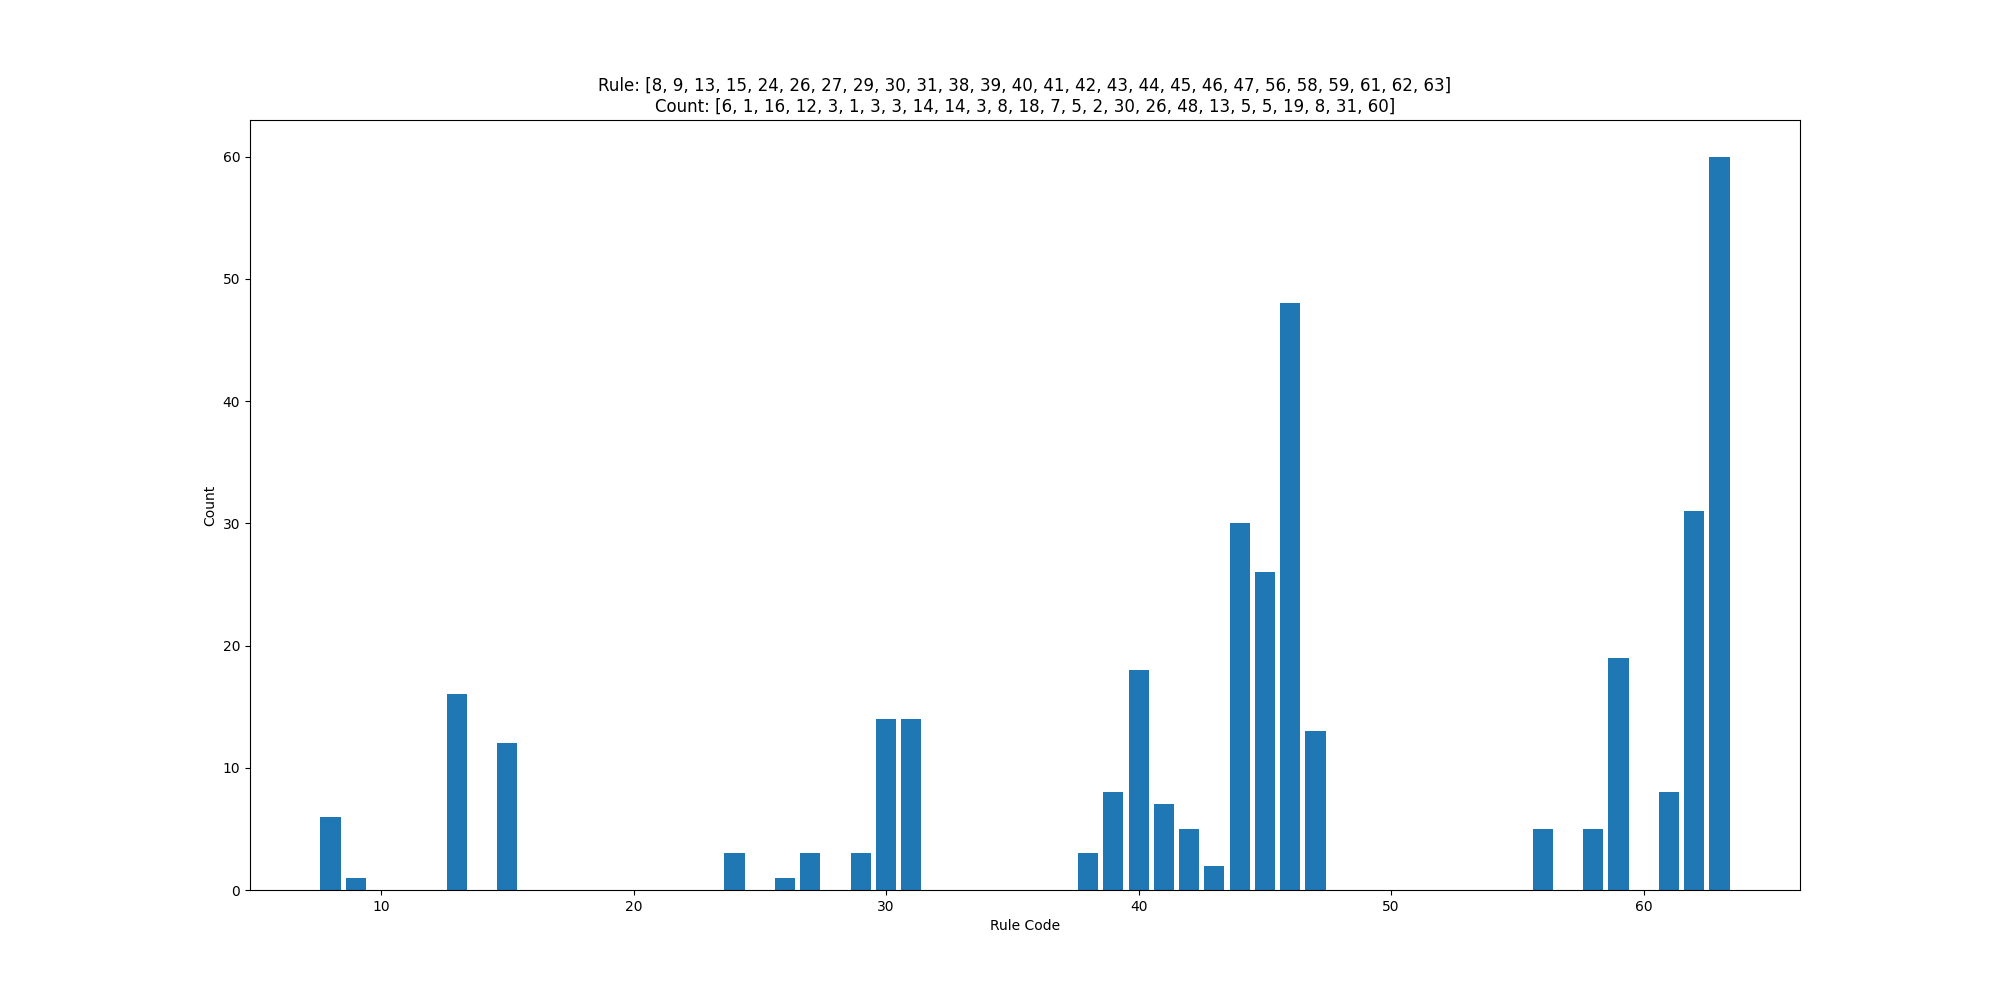 Rule: [8, 9, 13, 15, 24, 26, 27, 29, 30, 31, 38, 39, 40, 41, 42, 43, 44, 45, 46, 47, 56, 58, 59, 61, 62, 63]
Count: [6, 1, 16, 12, 3, 1, 3, 3, 14, 14, 3, 8, 18, 7, 5, 2, 30, 26, 48, 13, 5, 5, 19, 8, 31, 60]
60
50
40
30
20
10
0
Count
10 20 30 40 50 60
Rule Code